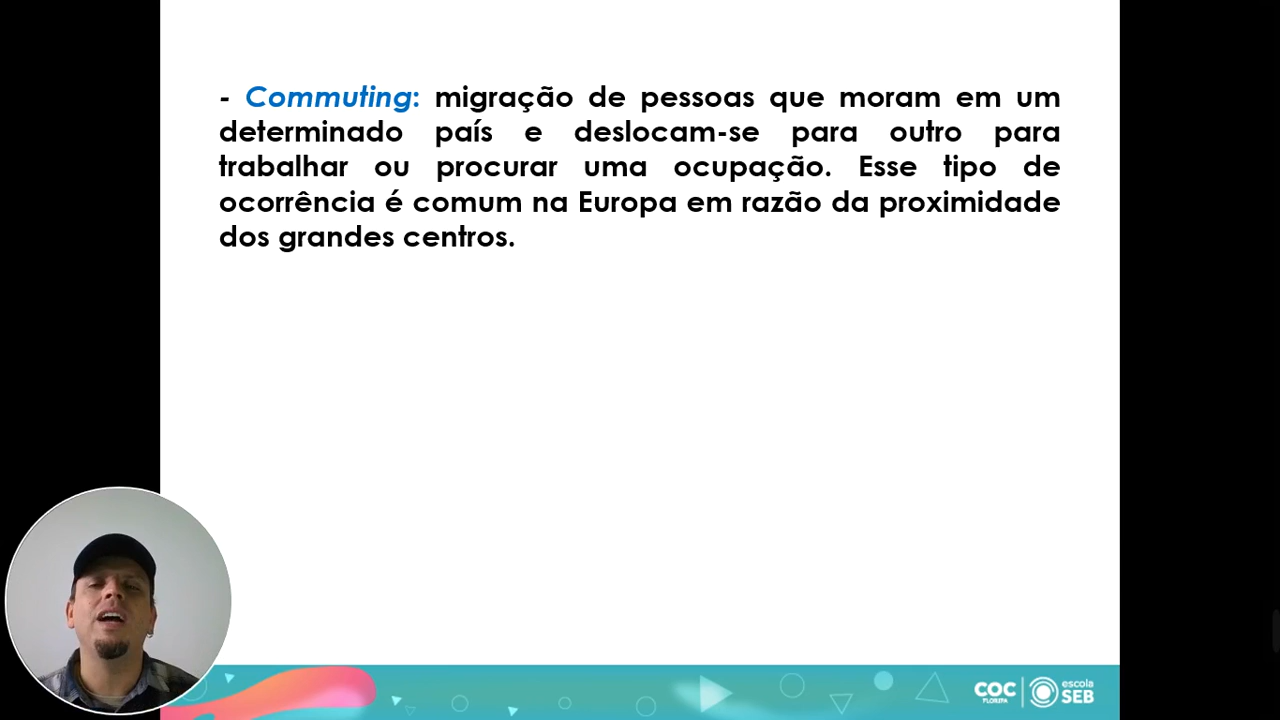 - Commuting: migração de pessoas que moram em um
determinado país e deslocam-se para outro para
trabalhar ou procurar uma ocupação. Esse tipo de
ocorrência é comum na Europa em razão da proximidade
dos grandes centros.
COC
FLORIPA
escola
SEB